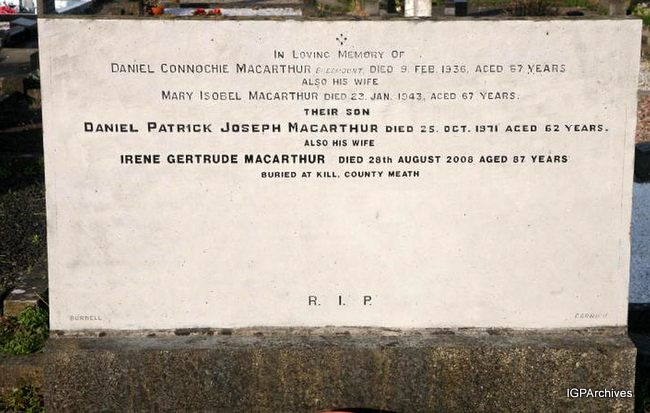 In Loving Memory Of
Daniel Connochie Macarthur died 9. Feb. 1936, aged 67 years
also his wife
Mary Isobel Macarthur died 23. Jan. 1943, aged 67 years.
their son
Daniel Patrick Joseph Macarthur died 25. Oct. 1971 aged 62 years.
also his wife
Irene Gertrude Macarthur died 28th August 2008 aged 87 years
buried at Kill, County Meath
R. I. P.
IGPArchives